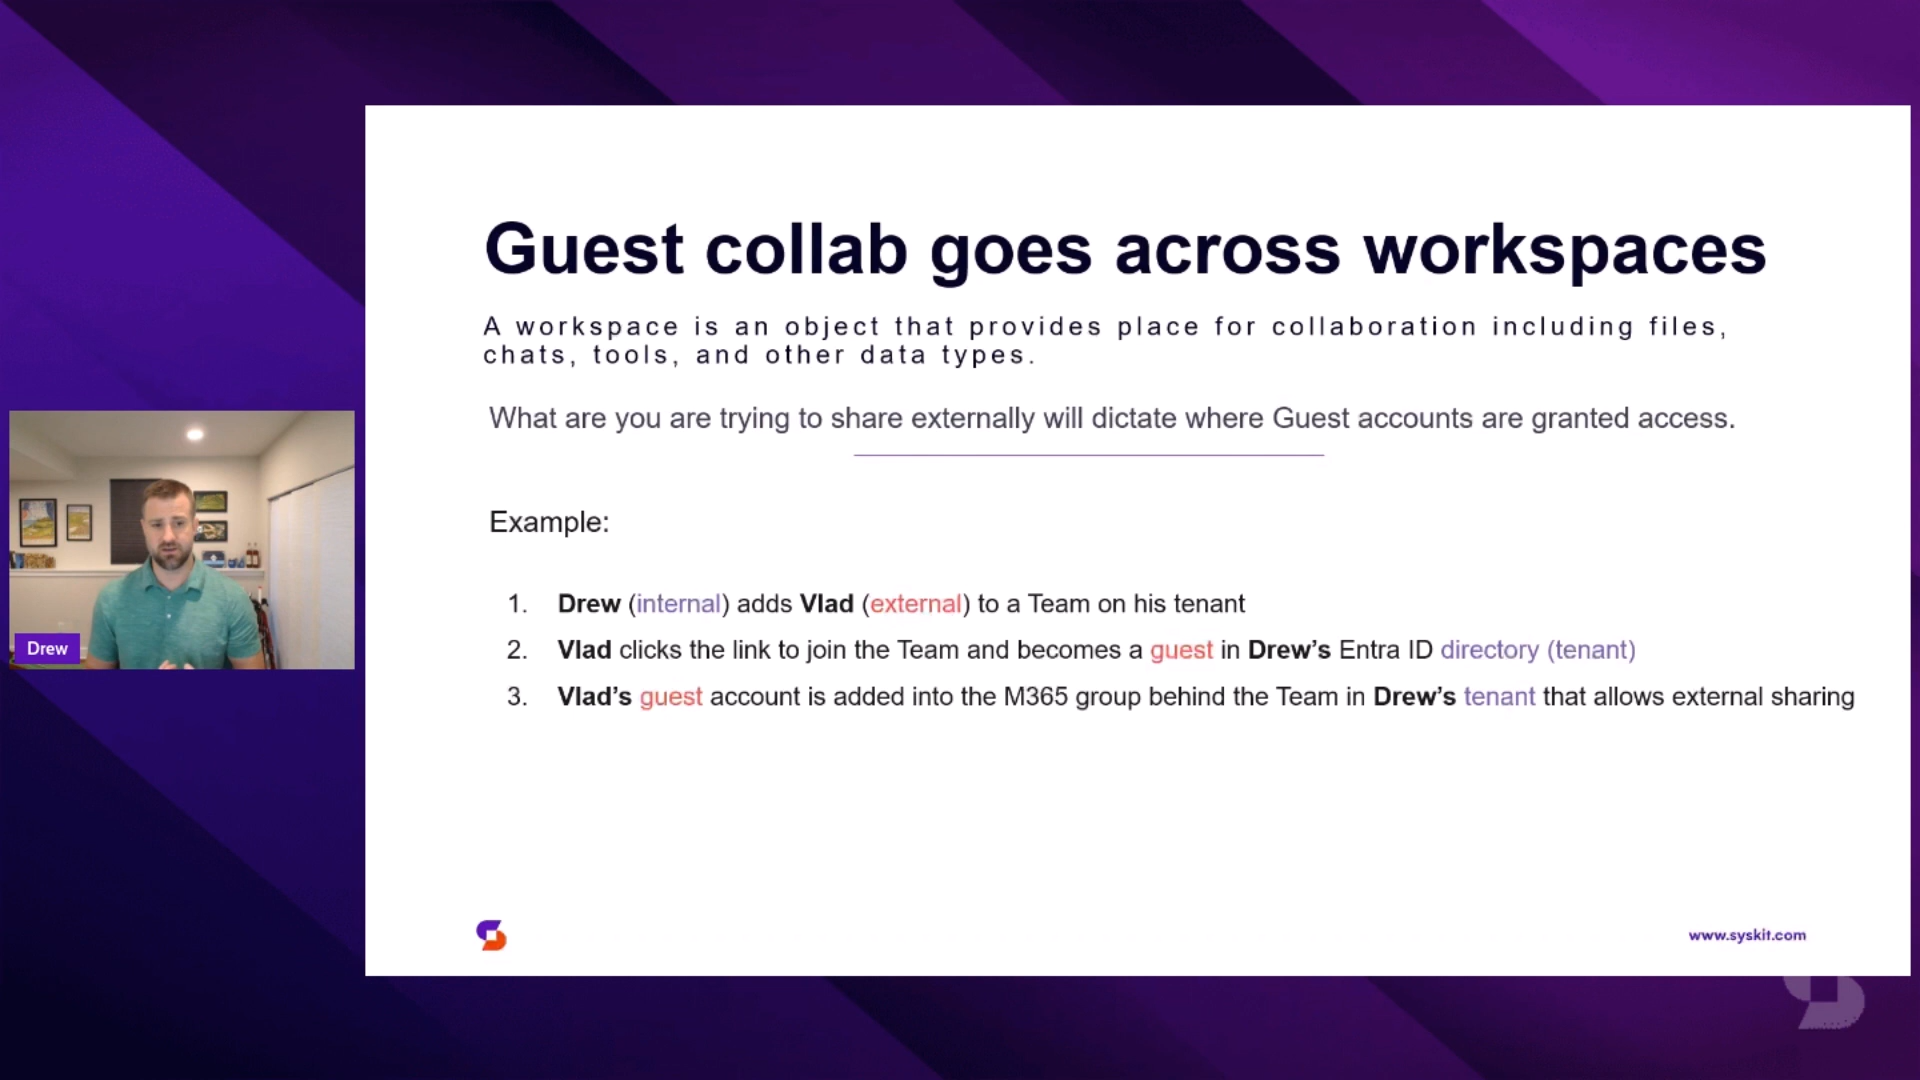 Guest collab goes across workspaces
A workspace is an object that provides place for collaboration including files,
chats, tools, and other data types.
What are you are trying to share externally will dictate where Guest accounts are granted access.
Example:
1. Drew (internal) adds Vlad (external) to a Team on his tenant
2. Vlad clicks the link to join the Team and becomes a guest in Drew’s Entra ID directory (tenant)
3. Vlad’s guest account is added into the M365 group behind the Team in Drew’s tenant that allows external sharing
Drew
www.syskit.com